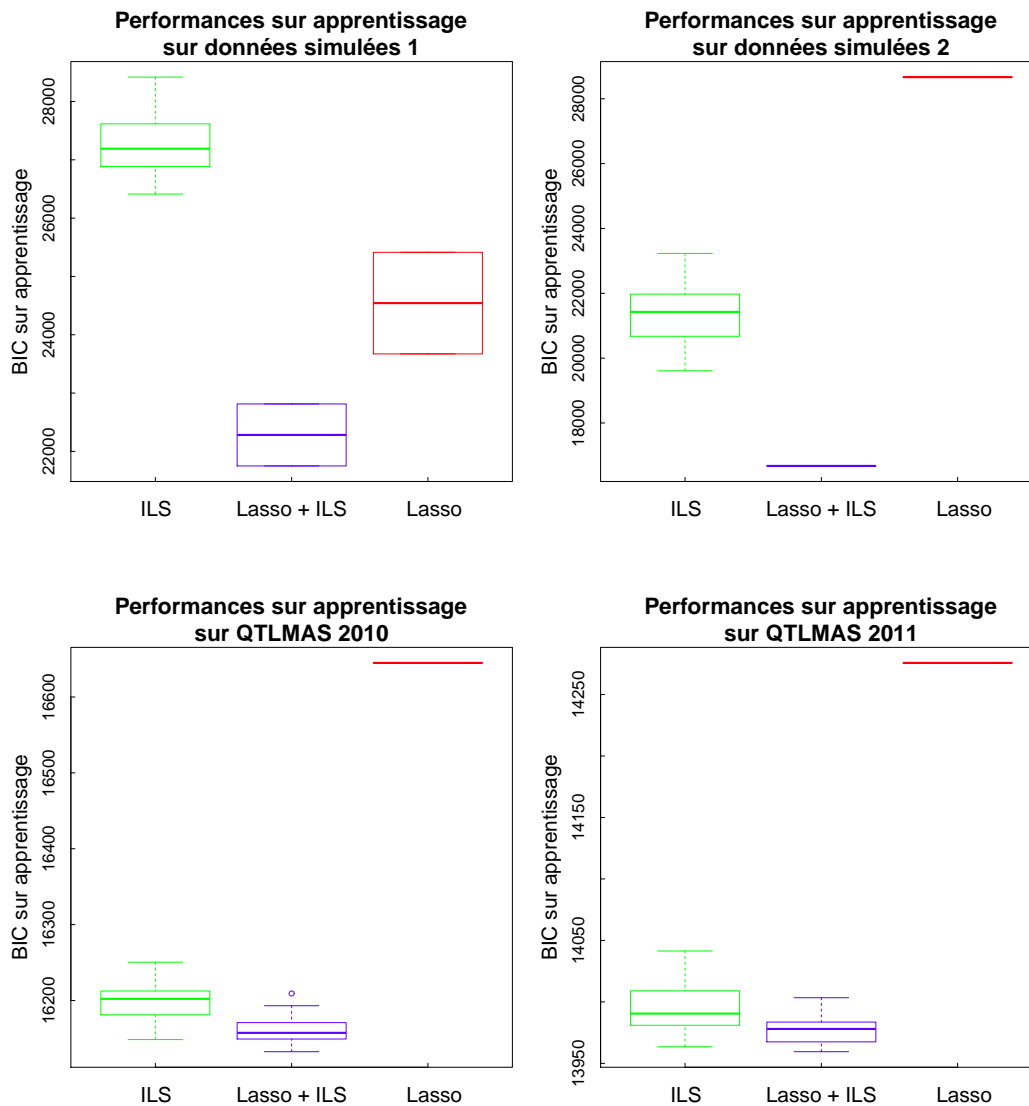 Performances sur apprentissage
sur données simulées 1
BIC sur apprentissage
28000
26000
24000
22000
ILS
Lasso + ILS
Lasso
Performances sur apprentissage
sur données simulées 2
BIC sur apprentissage
28000
26000
24000
22000
20000
18000
ILS
Lasso + ILS
Lasso
Performances sur apprentissage
sur QTLMAS 2010
BIC sur apprentissage
16600
16500
16400
16300
16200
ILS
Lasso + ILS
Lasso
Performances sur apprentissage
sur QTLMAS 2011
BIC sur apprentissage
14250
14150
14050
13950
ILS
Lasso + ILS
Lasso